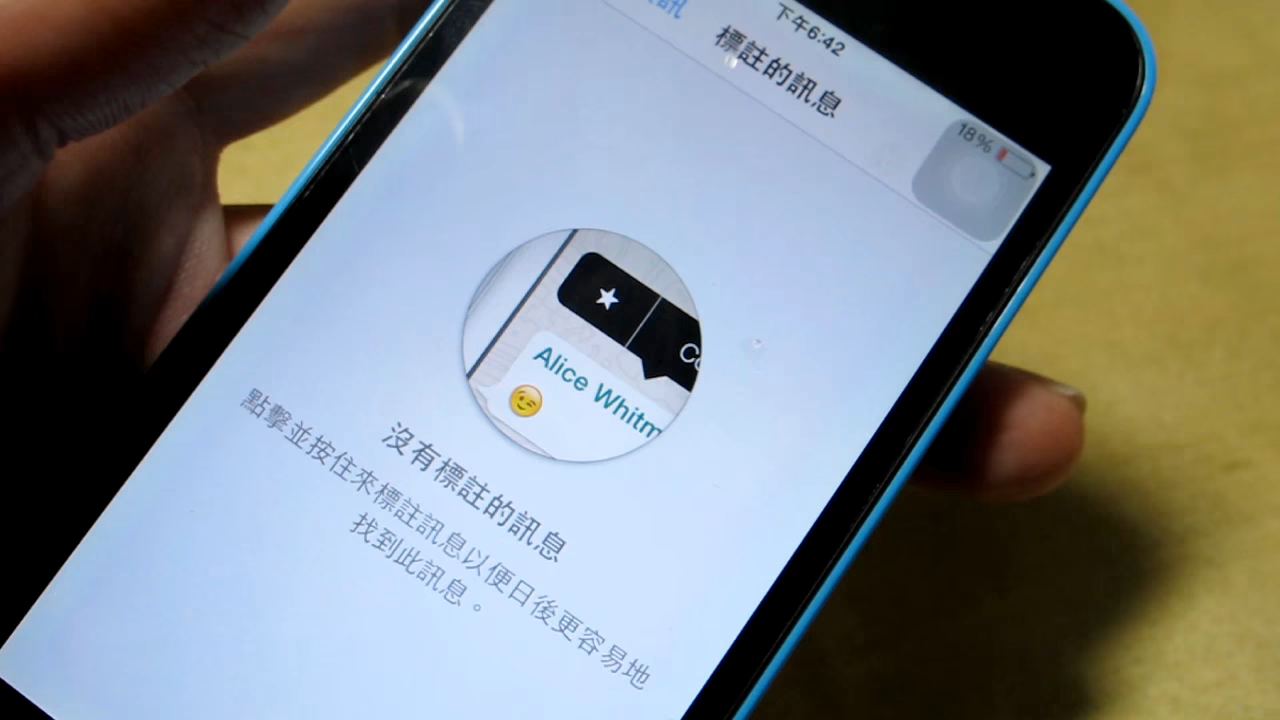 下午6:42
18%
標註的訊息
Alice Whitm
沒有標註的訊息
點擊並按住來標註訊息以便日後更容易地
找到此訊息。